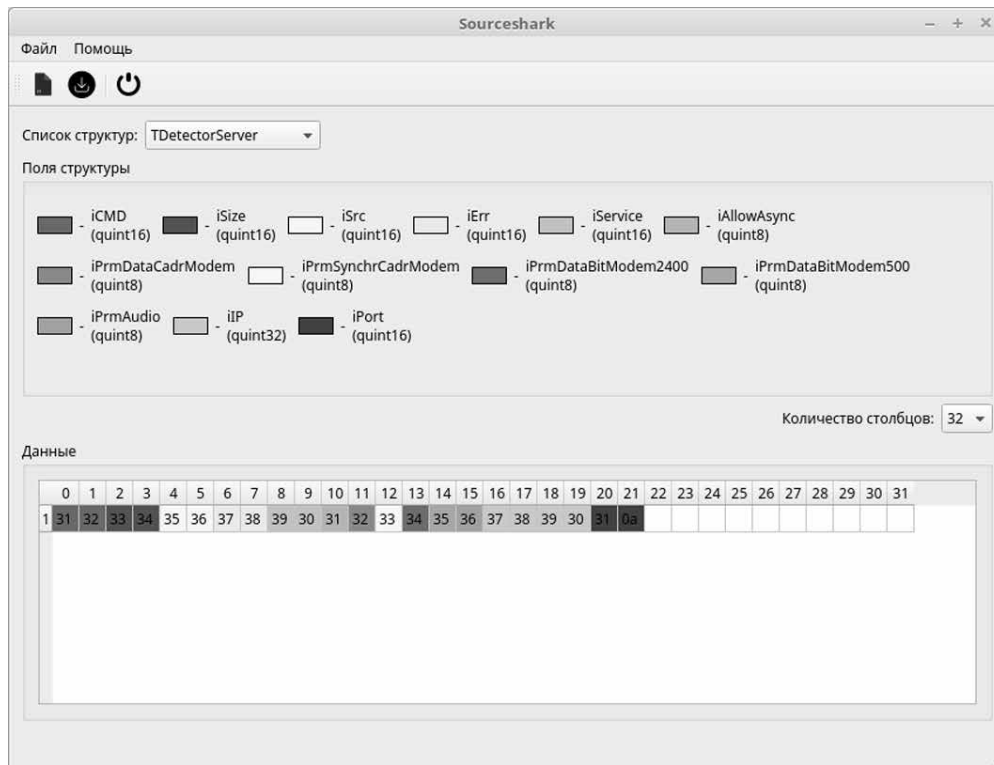 Sourceshark
Файл Помощь
Список структур: TDetectorServer
Поля структуры
- iCMD (quint16) - iSize (quint16) - iSrc (quint16) - iErr (quint16) - iService (quint16) - iAllowAsync (quint8)
- iPrmDataCadrModem (quint8) - iPrmSynchrCadrModem (quint8) - iPrmDataBitModem2400 (quint8) - iPrmDataBitModem500 (quint8)
- iPrmAudio (quint8) - iIP (quint32) - iPort (quint16)
Количество столбцов: 32
Данные
0 1 2 3 4 5 6 7 8 9 10 11 12 13 14 15 16 17 18 19 20 21 22 23 24 25 26 27 28 29 30 31
1 31 32 33 34 35 36 37 38 39 30 31 32 33 34 35 36 37 38 39 30 31 0a